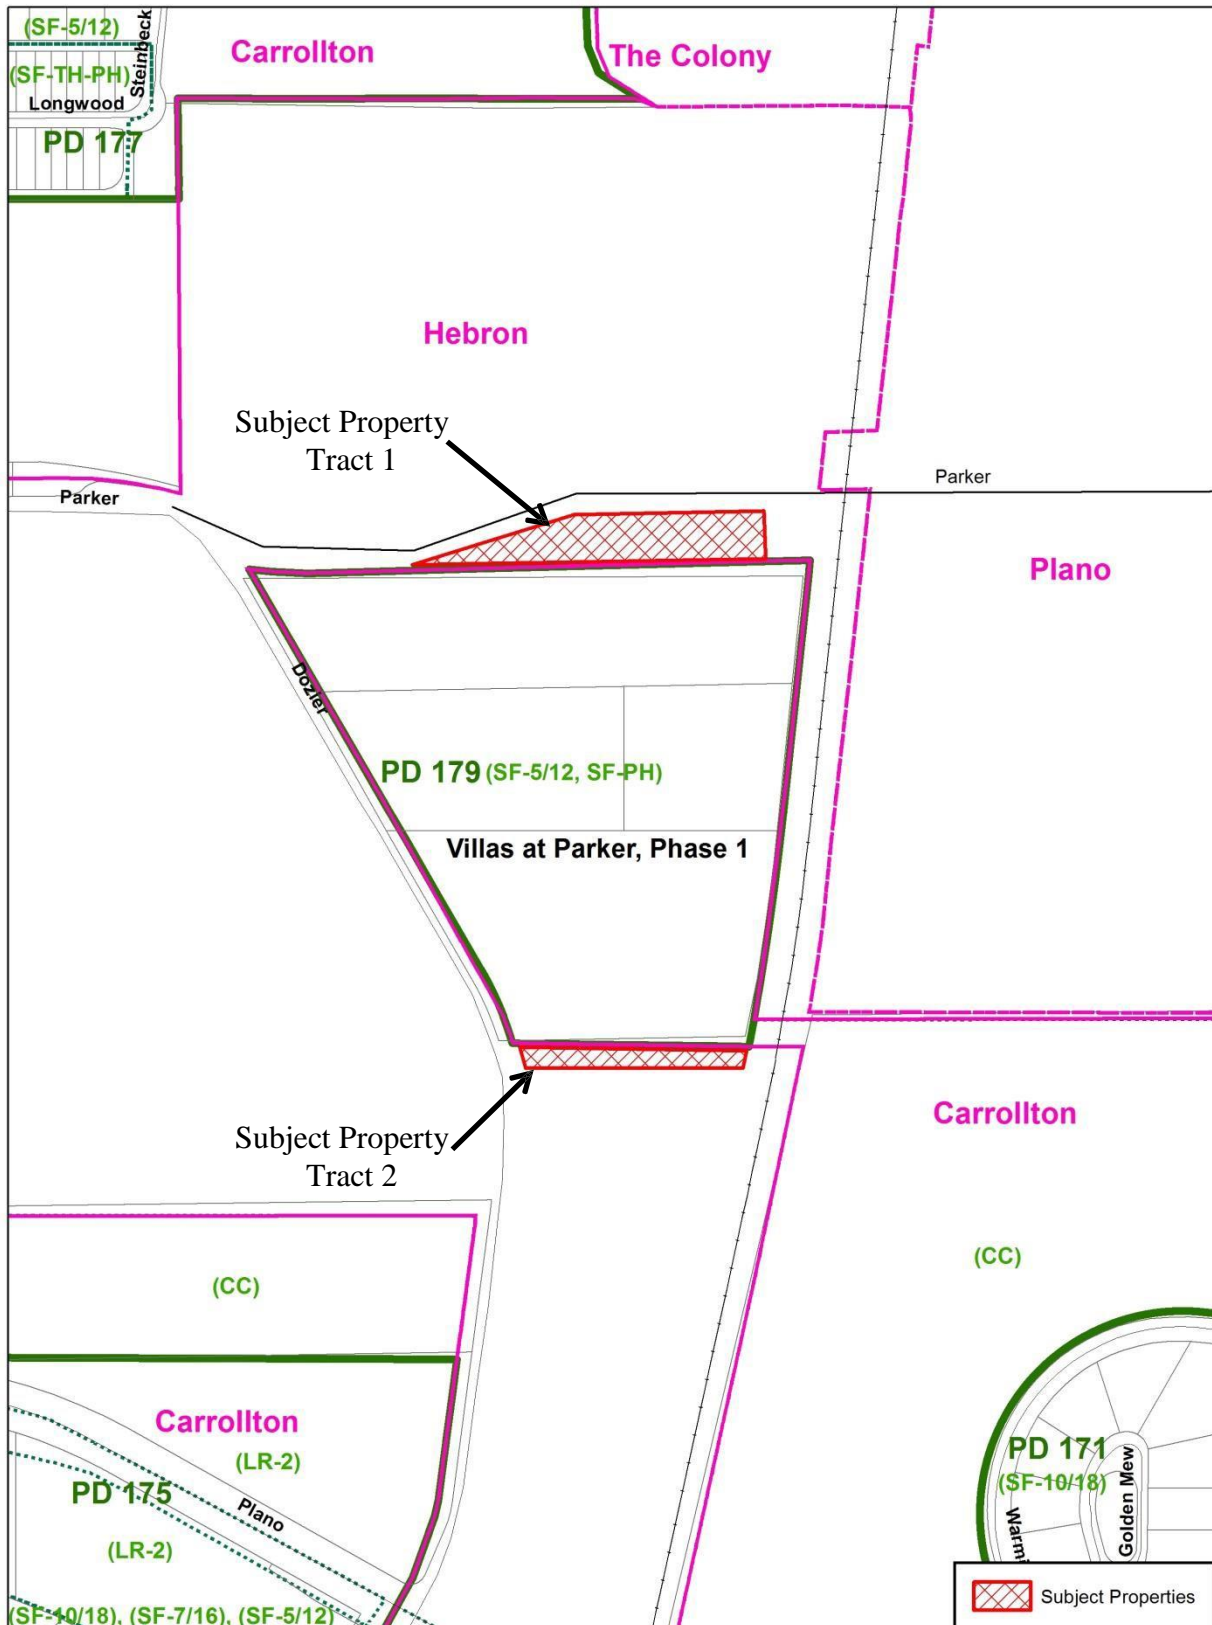 (SF-5/12)
Steinbeck
Carrollton
The Colony
(SF-TH-PH)
Longwood
PD 177
Hebron
Subject Property
Tract 1
Parker
Parker
Plano
Dozier
PD 179 (SF-5/12, SF-PH)
Villas at Parker, Phase 1
Carrollton
Subject Property
Tract 2
(CC)
(CC)
Carrollton
(LR-2)
PD 175
Plano
(LR-2)
(SF-10/18), (SF-7/16), (SF-5/12)
PD 171
(SF-10/18)
Golden Mew
Subject Properties